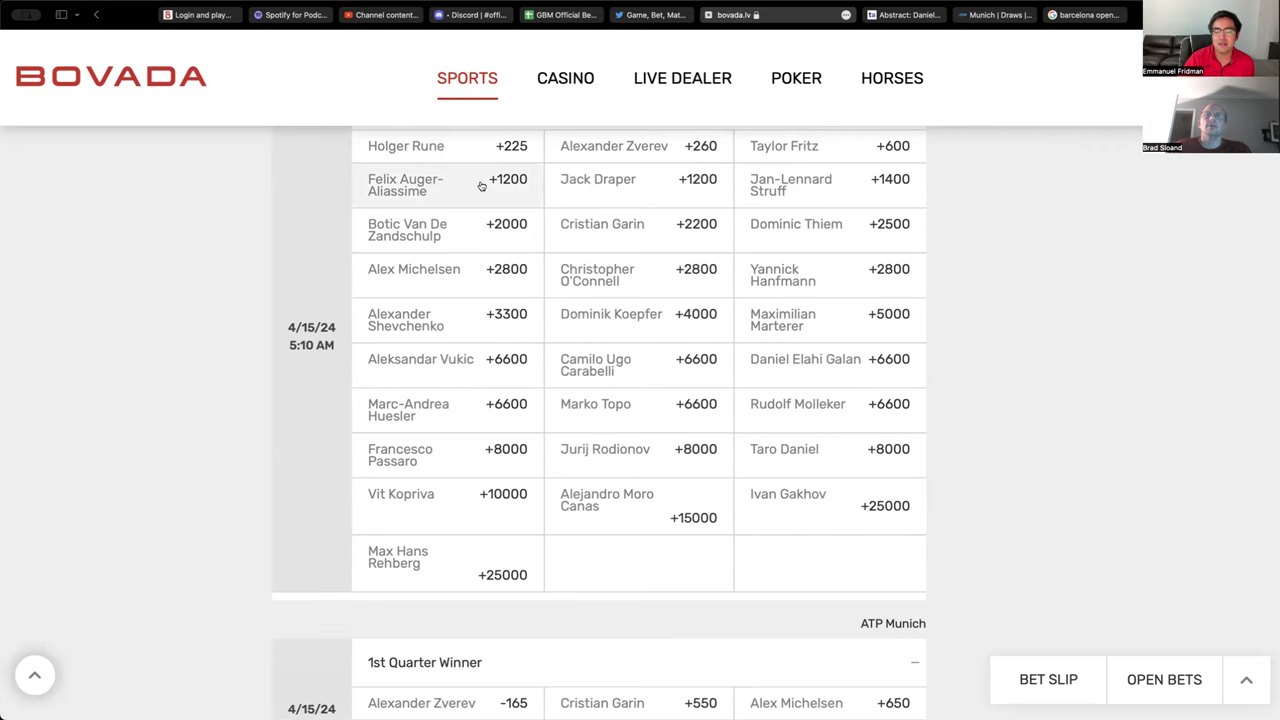 Login and play...
Spotify for Podc...
Channel content...
Discord | #offi...
GBM Official Be...
Game, Bet, Mat...
bovada.lv
Abstract: Daniel...
Munich | Draws |...
barcelona open...
BOVADA
SPORTS
CASINO
LIVE DEALER
POKER
HORSES
Emmanuel Fridman
Brad Sloand
4/15/24
5:10 AM
Holger Rune +225
Alexander Zverev +260
Taylor Fritz +600
Felix Auger-
Aliassime +1200
Jack Draper +1200
Jan-Lennard
Struff +1400
Botic Van De
Zandschulp +2000
Cristian Garin +2200
Dominic Thiem +2500
Alex Michelsen +2800
Christopher
O'Connell +2800
Yannick
Hanfmann +2800
Alexander
Shevchenko +3300
Dominik Koepfer +4000
Maximilian
Marterer +5000
Aleksandar Vukic +6600
Camilo Ugo
Carabelli +6600
Daniel Elahi Galan +6600
Marc-Andrea
Huesler +6600
Marko Topo +6600
Rudolf Molleker +6600
Francesco
Passaro +8000
Jurij Rodionov +8000
Taro Daniel +8000
Vit Kopriva +10000
Alejandro Moro
Canas +15000
Ivan Gakhov +25000
Max Hans
Rehberg +25000
ATP Munich
1st Quarter Winner
4/15/24
Alexander Zverev -165
Cristian Garin +550
Alex Michelsen +650
BET SLIP
OPEN BETS